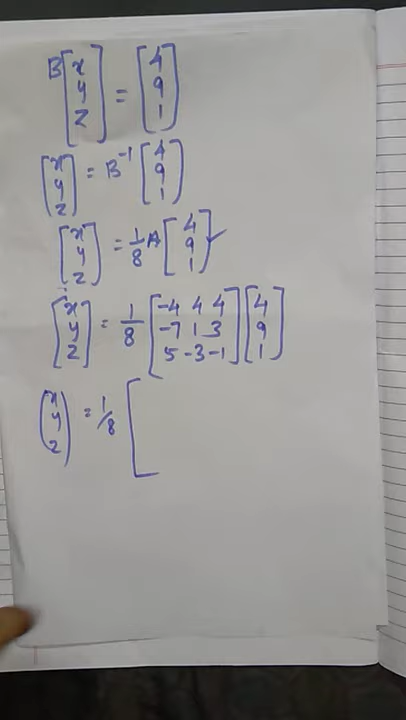 B[x y z] = [4 9 1]
[x y z] = B⁻¹ [4 9 1]
[x y z] = 1/8 A [4 9 1]
[x y z] = 1/8 [-4 4 4 -7 1 3 5 -3 -1] [4 9 1]
(x y z) = 1/8 [